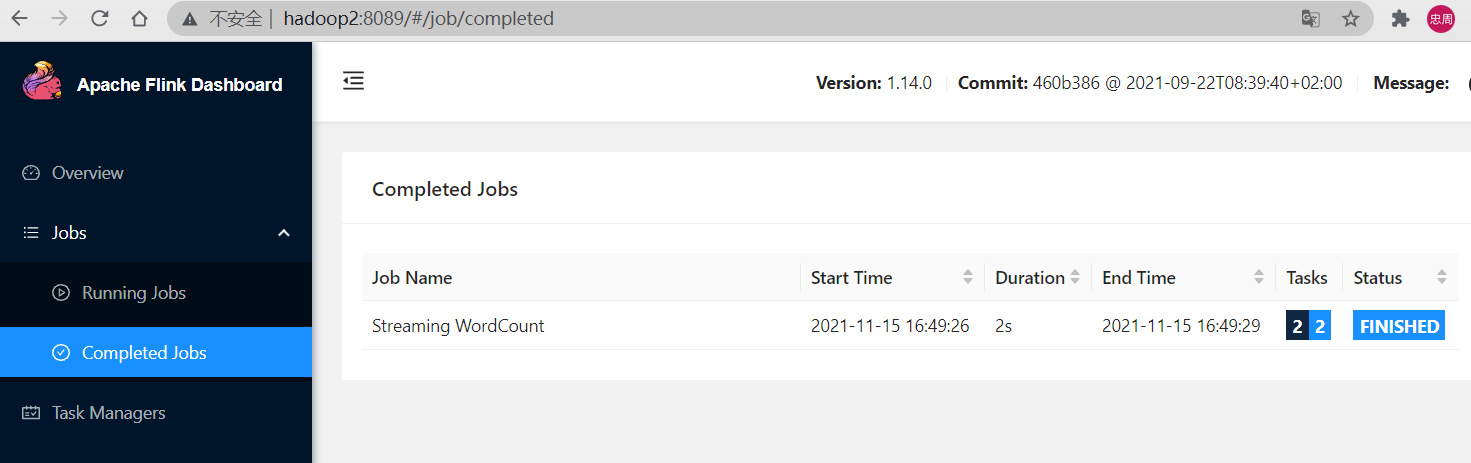 不安全 | hadoop2:8089/#/job/completed
忠周
Apache Flink Dashboard
Version: 1.14.0 Commit: 460b386 @ 2021-09-22T08:39:40+02:00 Message:
Overview
Jobs
Running Jobs
Completed Jobs
Task Managers
Completed Jobs
Job Name Start Time Duration End Time Tasks Status
Streaming WordCount 2021-11-15 16:49:26 2s 2021-11-15 16:49:29 2 2 FINISHED